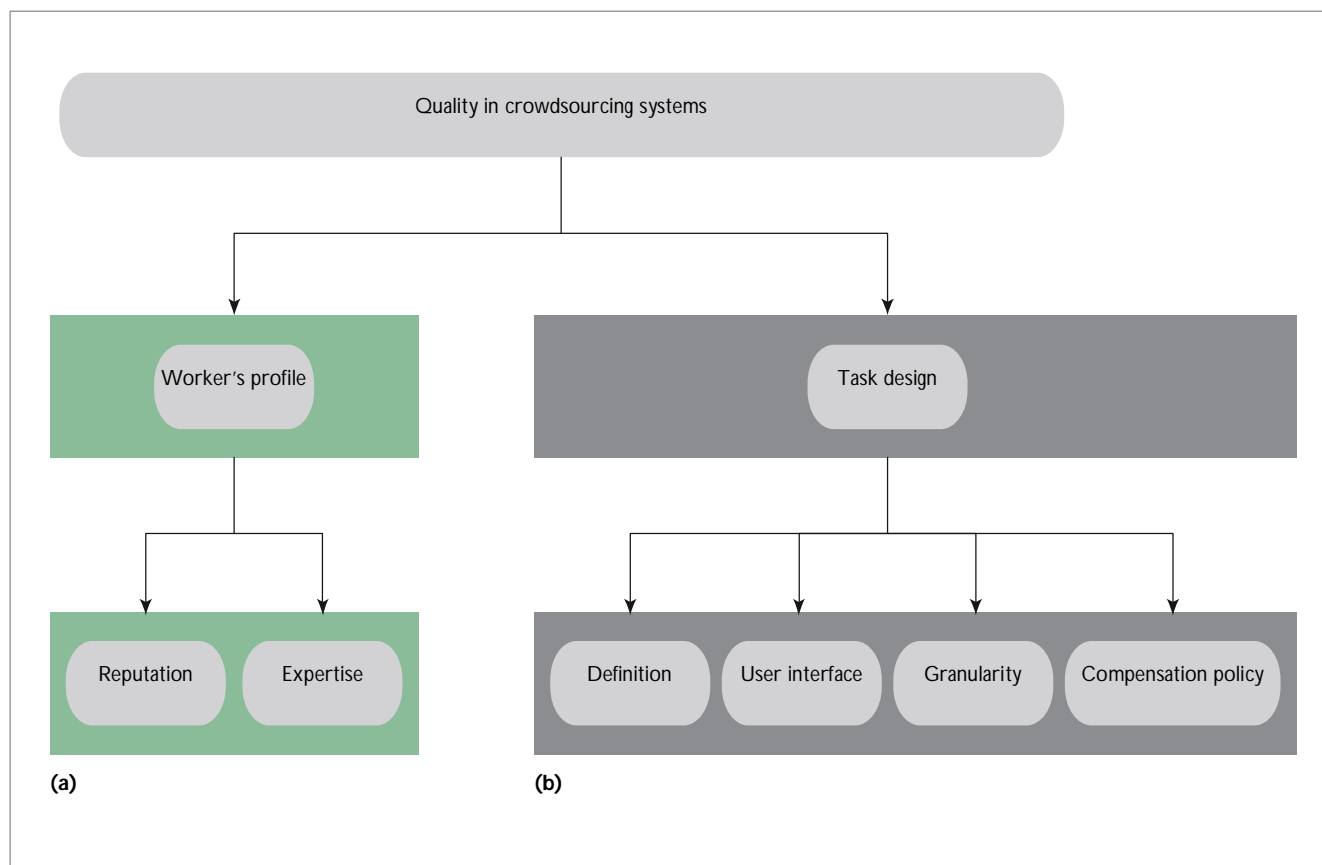 Quality in crowdsourcing systems
Worker's profile
Task design
Reputation
Expertise
Definition
User interface
Granularity
Compensation policy
(a)
(b)